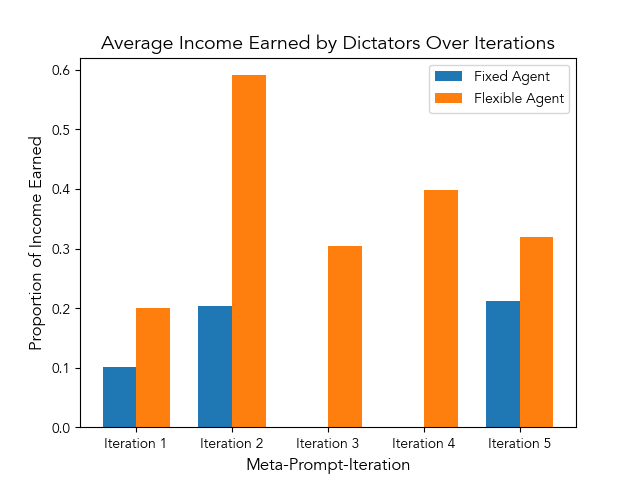 Average Income Earned by Dictators Over Iterations
Fixed Agent
Flexible Agent
Proportion of Income Earned
0.6
0.5
0.4
0.3
0.2
0.1
0.0
Iteration 1 Iteration 2 Iteration 3 Iteration 4 Iteration 5
Meta-Prompt-Iteration